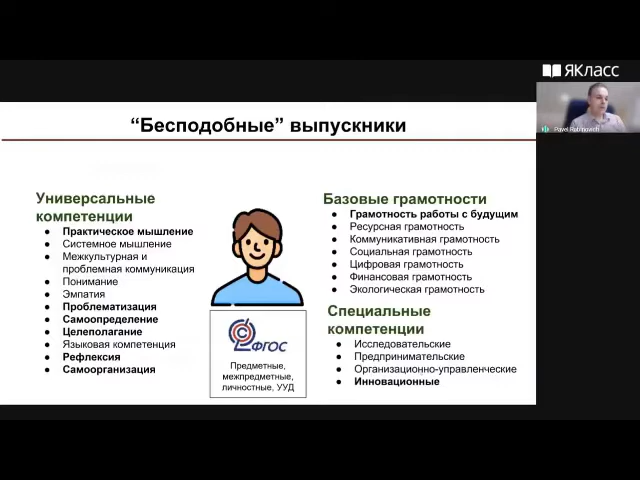 ЯКласс
Pavel Rabinovich
“Бесподобные” выпускники
Универсальные
компетенции
● Практическое мышление
● Системное мышление
● Межкультурная и
проблемная коммуникация
● Понимание
● Эмпатия
● Проблематизация
● Самоопределение
● Целеполагание
● Языковая компетенция
● Рефлексия
● Самоорганизация
ФГОС
Предметные,
межпредметные,
личностные, УУД
Базовые грамотности
● Грамотность работы с будущим
● Ресурсная грамотность
● Коммуникативная грамотность
● Социальная грамотность
● Цифровая грамотность
● Финансовая грамотность
● Экологическая грамотность
Специальные
компетенции
● Исследовательские
● Предпринимательские
● Организационно-управленческие
● Инновационные